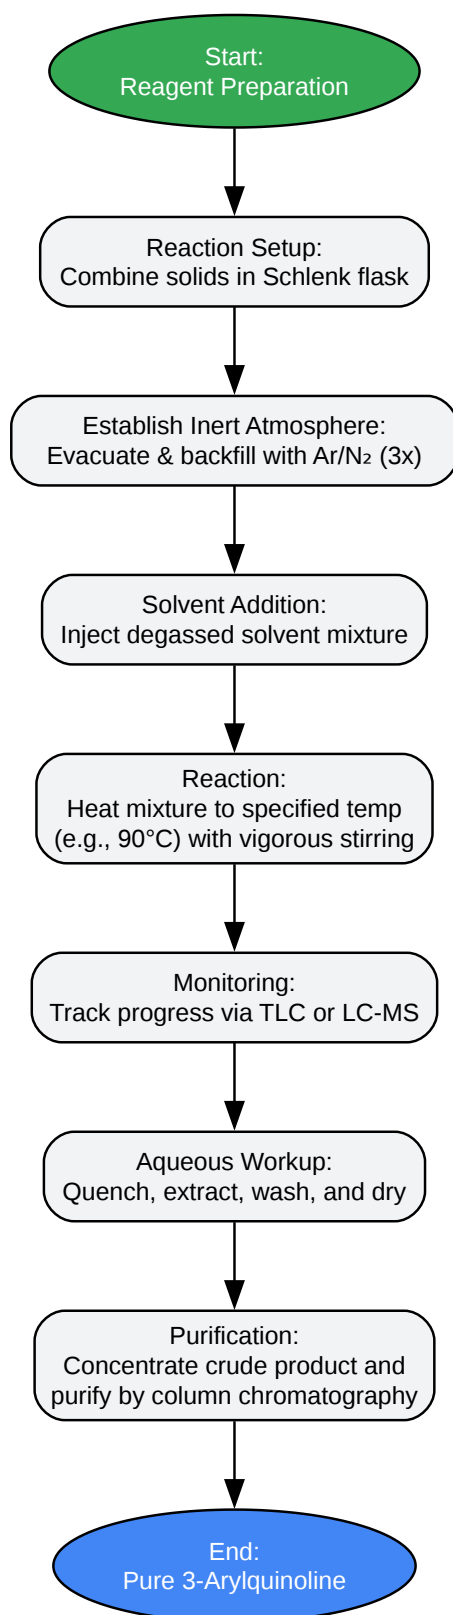 Start:
Reagent Preparation
Reaction Setup:
Combine solids in Schlenk flask
Establish Inert Atmosphere:
Evacuate & backfill with Ar/N₂ (3x)
Solvent Addition:
Inject degassed solvent mixture
Reaction:
Heat mixture to specified temp
(e.g., 90°C) with vigorous stirring
Monitoring:
Track progress via TLC or LC-MS
Aqueous Workup:
Quench, extract, wash, and dry
Purification:
Concentrate crude product and
purify by column chromatography
End:
Pure 3-Arylquinoline